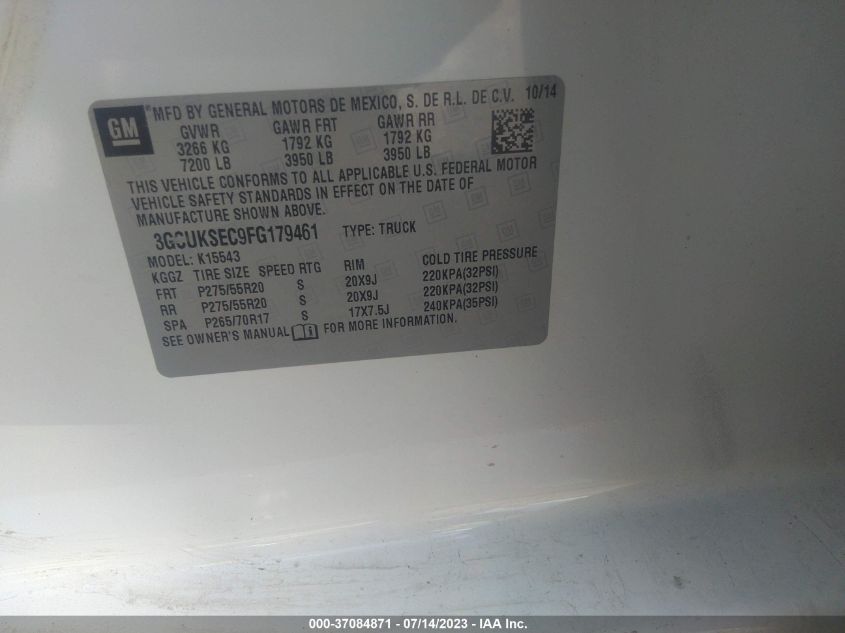 GM
®MFD BY GENERAL MOTORS DE MEXICO, S. DE R.L. DE C.V. 10/14
GVWR GAWR FRT GAWR RR
3266 KG 1792 KG 1792 KG
7200 LB 3950 LB 3950 LB
THIS VEHICLE CONFORMS TO ALL APPLICABLE U.S. FEDERAL MOTOR
VEHICLE SAFETY STANDARDS IN EFFECT ON THE DATE OF
MANUFACTURE SHOWN ABOVE.
3GCUKSEC9FG179461 TYPE: TRUCK
MODEL: K15543
KGGZ TIRE SIZE SPEED RTG RIM COLD TIRE PRESSURE
FRT P275/55R20 S 20X9J 220KPA(32PSI)
RR P275/55R20 S 20X9J 220KPA(32PSI)
SPA P265/70R17 S 17X7.5J 240KPA(35PSI)
SEE OWNER'S MANUAL FOR MORE INFORMATION.
000-37084871 - 07/14/2023 - IAA Inc.